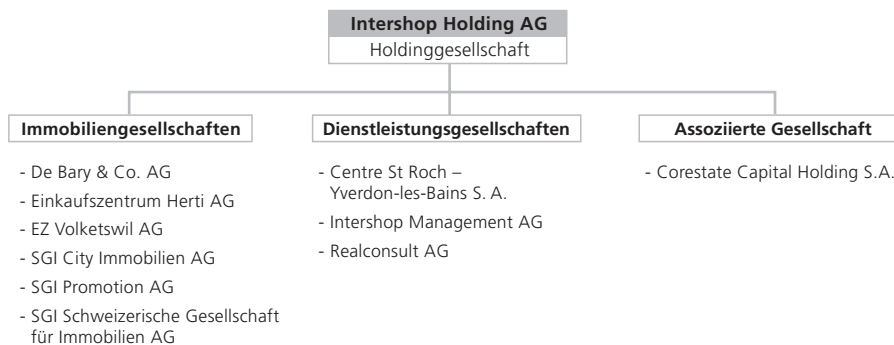 Intershop Holding AG
Holdinggesellschaft
Immobiliengesellschaften
- De Bary & Co. AG
- Einkaufszentrum Herti AG
- EZ Volketswil AG
- SGI City Immobilien AG
- SGI Promotion AG
- SGI Schweizerische Gesellschaft
für Immobilien AG
Dienstleistungsgesellschaften
- Centre St Roch –
Yverdon-les-Bains S. A.
- Intershop Management AG
- Realconsult AG
Assoziierte Gesellschaft
- Corestate Capital Holding S.A.